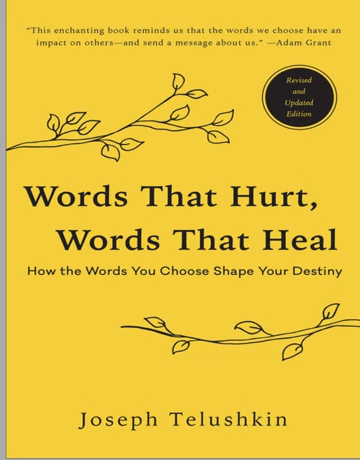 "This enchanting book reminds us that the words we choose have an
impact on others—and send a message about us." —Adam Grant
Revised
and
Updated
Edition
Words That Hurt,
Words That Heal
How the Words You Choose Shape Your Destiny
Joseph Telushkin